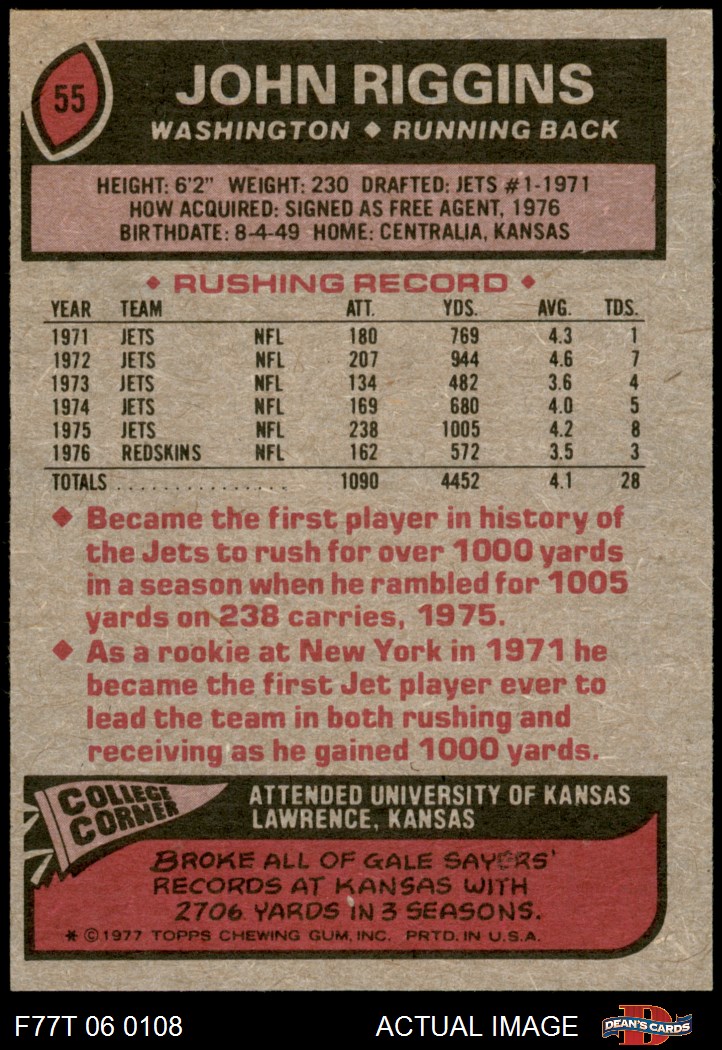 55
JOHN RIGGINS
WASHINGTON ◆ RUNNING BACK
HEIGHT: 6'2" WEIGHT: 230 DRAFTED: JETS #1-1971
HOW ACQUIRED: SIGNED AS FREE AGENT, 1976
BIRTHDATE: 8-4-49 HOME: CENTRALIA, KANSAS
◆ RUSHING RECORD ◆
YEAR TEAM ATT. YDS. AVG. TDS.
1971 JETS NFL 180 769 4.3 1
1972 JETS NFL 207 944 4.6 7
1973 JETS NFL 134 482 3.6 4
1974 JETS NFL 169 680 4.0 5
1975 JETS NFL 238 1005 4.2 8
1976 REDSKINS NFL 162 572 3.5 3
TOTALS . . . . . . . . . . . . . . . 1090 4452 4.1 28
◆ Became the first player in history of
the Jets to rush for over 1000 yards
in a season when he rambled for 1005
yards on 238 carries, 1975.
◆ As a rookie at New York in 1971 he
became the first Jet player ever to
lead the team in both rushing and
receiving as he gained 1000 yards.
COLLEGE
CORNER
ATTENDED UNIVERSITY OF KANSAS
LAWRENCE, KANSAS
BROKE ALL OF GALE SAYERS'
RECORDS AT KANSAS WITH
2706 YARDS IN 3 SEASONS.
* ©1977 TOPPS CHEWING GUM, INC. PRTD. IN U.S.A.
F77T 06 0108 ACTUAL IMAGE
D
DEAN'S CARDS